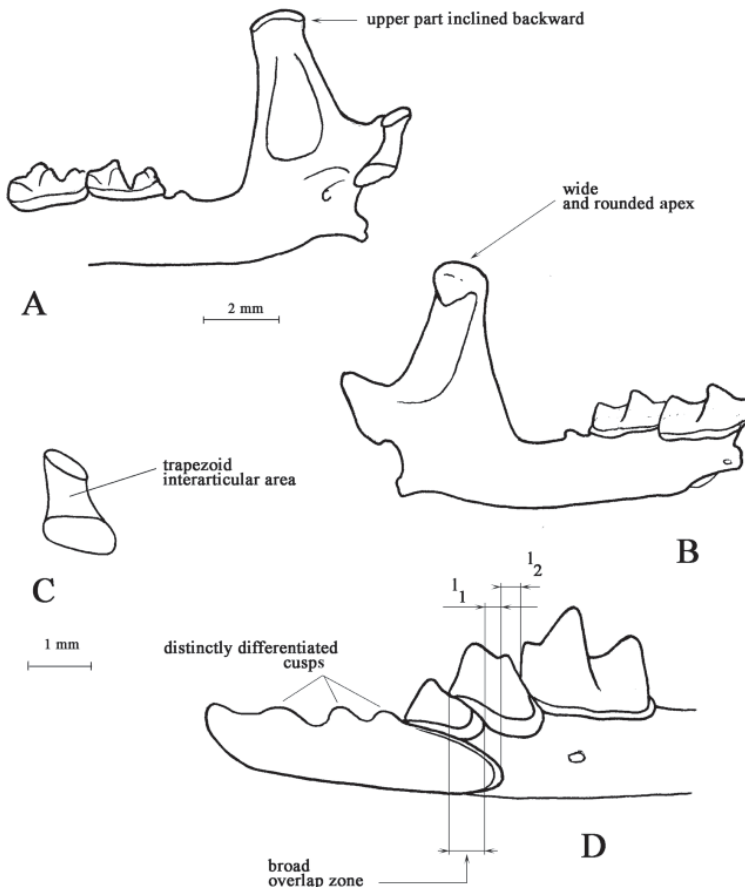 upper part inclined backward
wide
and rounded apex
A
2 mm
trapezoid
interarticular area
B
C
l1
l2
1 mm
distinctly differentiated
cusps
D
broad
overlap zone